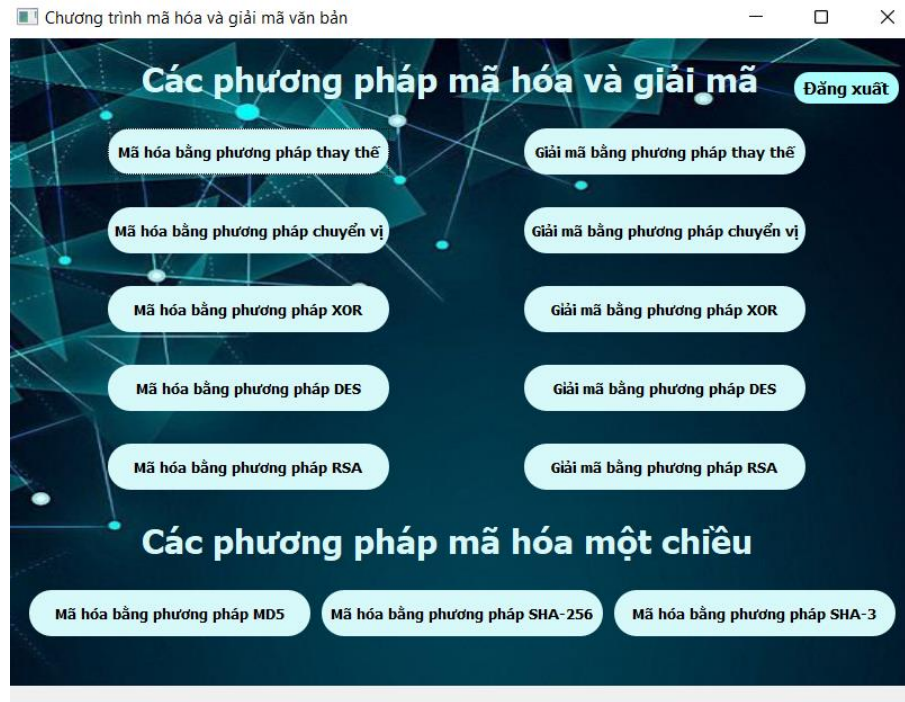 Chương trình mã hóa và giải mã văn bản
Các phương pháp mã hóa và giải mã
Đăng xuất
Mã hóa bằng phương pháp thay thế
Giải mã bằng phương pháp thay thế
Mã hóa bằng phương pháp chuyển vị
Giải mã bằng phương pháp chuyển vị
Mã hóa bằng phương pháp XOR
Giải mã bằng phương pháp XOR
Mã hóa bằng phương pháp DES
Giải mã bằng phương pháp DES
Mã hóa bằng phương pháp RSA
Giải mã bằng phương pháp RSA
Các phương pháp mã hóa một chiều
Mã hóa bằng phương pháp MD5
Mã hóa bằng phương pháp SHA-256
Mã hóa bằng phương pháp SHA-3